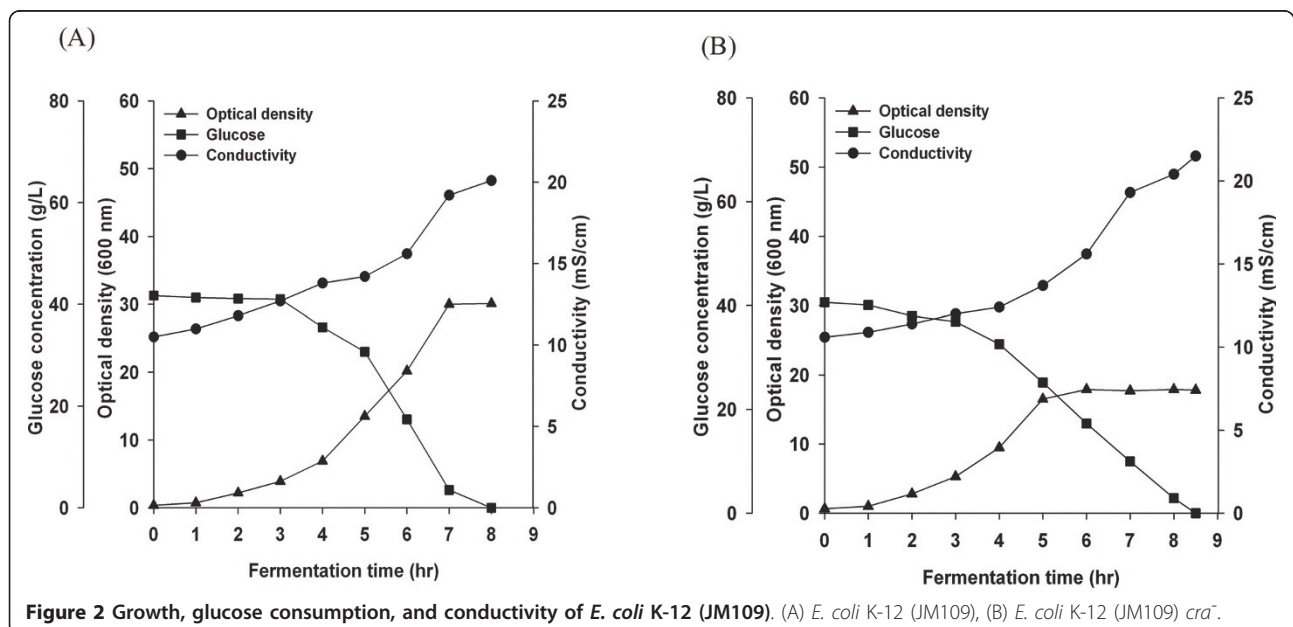 (A)
80
60
40
20
0
Glucose concentration (g/L)
60
50
40
30
20
10
0
Optical density (600 nm)
Optical density
Glucose
Conductivity
25
20
15
10
5
0
Conductivity (mS/cm)
0 1 2 3 4 5 6 7 8 9
Fermentation time (hr)
(B)
80
60
40
20
0
Glucose concentration (g/L)
60
50
40
30
20
10
0
Optical density (600 nm)
Optical density
Glucose
Conductivity
25
20
15
10
5
0
Conductivity (mS/cm)
0 1 2 3 4 5 6 7 8 9
Fermentation time (hr)
Figure 2 Growth, glucose consumption, and conductivity of E. coli K-12 (JM109). (A) E. coli K-12 (JM109), (B) E. coli K-12 (JM109) cra⁻.